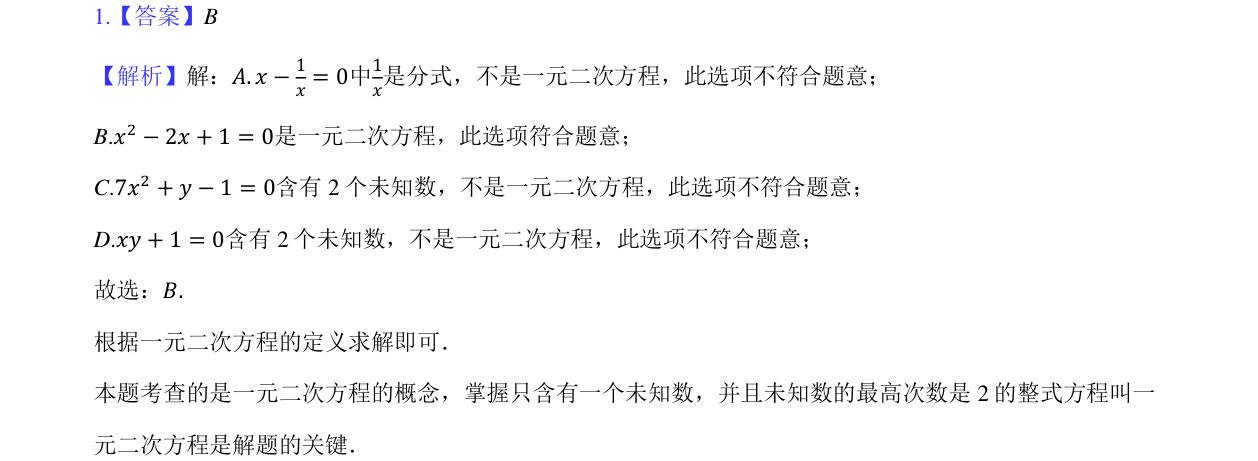 1.【答案】B
【解析】解：A. x − 1/x = 0中1/x是分式，不是一元二次方程，此选项不符合题意；
B.x² − 2x + 1 = 0是一元二次方程，此选项符合题意；
C.7x² + y − 1 = 0含有 2 个未知数，不是一元二次方程，此选项不符合题意；
D.xy + 1 = 0含有 2 个未知数，不是一元二次方程，此选项不符合题意；
故选：B．
根据一元二次方程的定义求解即可．
本题考查的是一元二次方程的概念，掌握只含有一个未知数，并且未知数的最高次数是 2 的整式方程叫一
元二次方程是解题的关键．